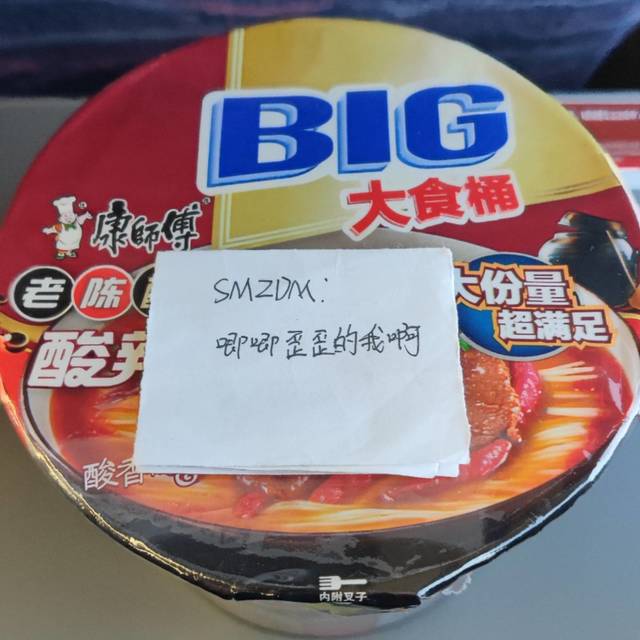 BIG
大食桶
康師傅
老陈
酸辣
大份量
超满足
SMZDM:
唧唧歪歪的我啊
酸香
内附叉子